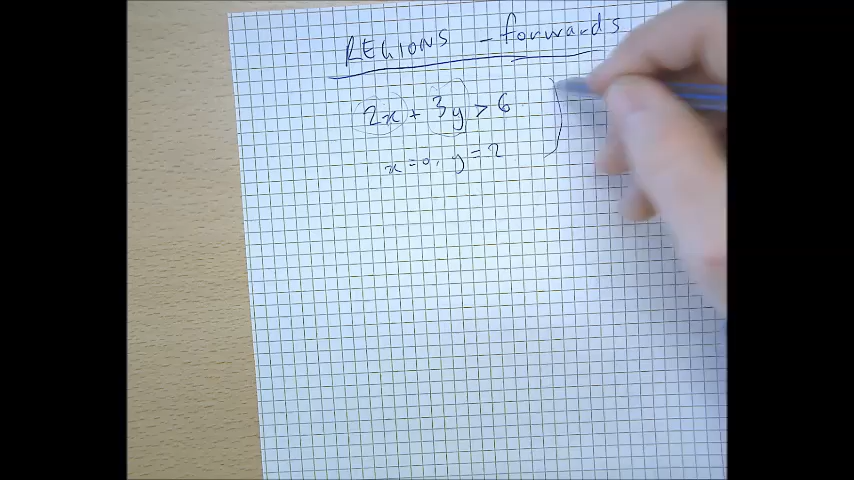 REGIONS - forwards
2x + 3y > 6
x = 0, y = 2